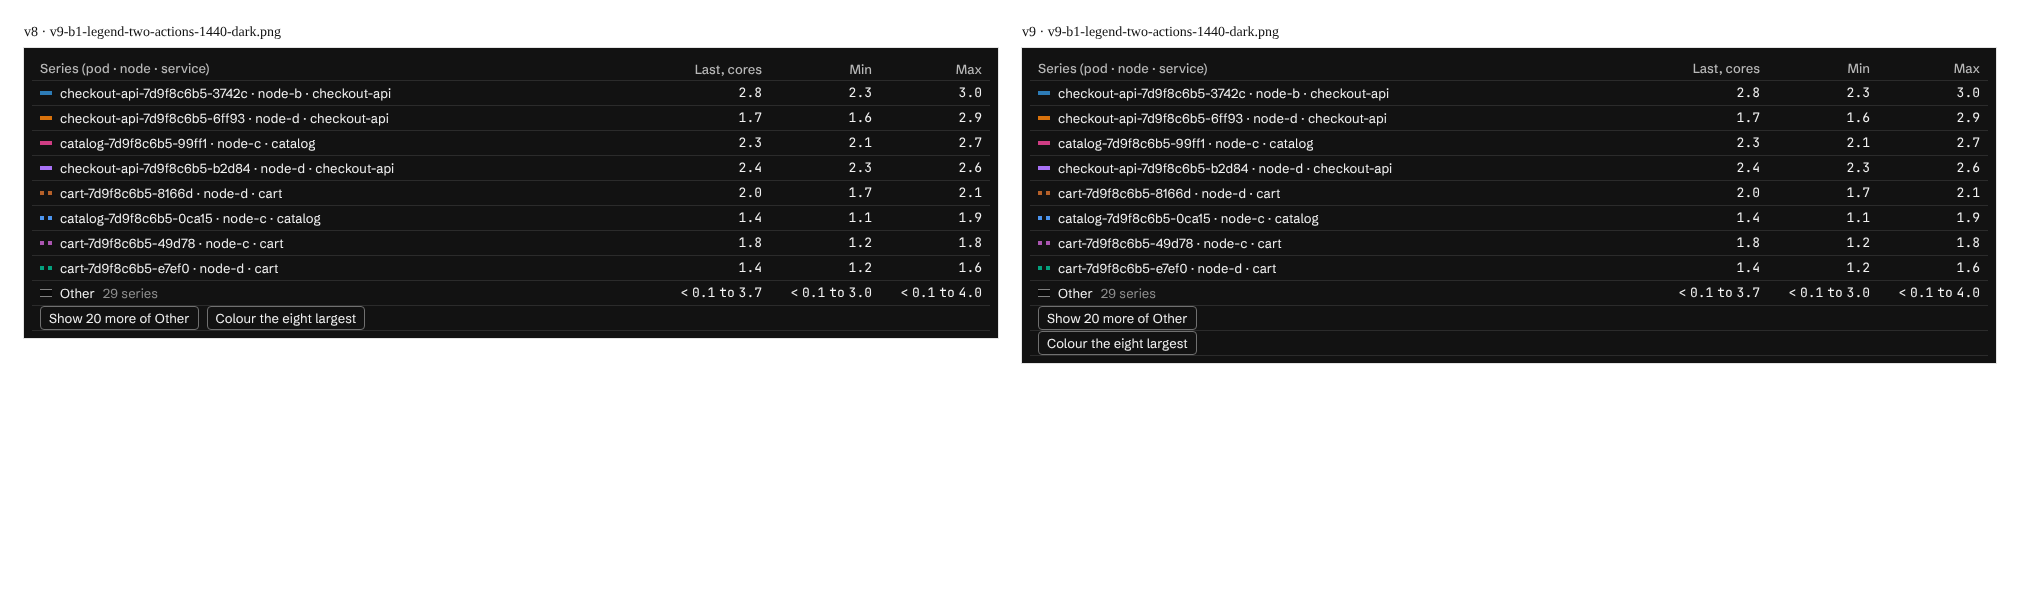 v8 · v9-b1-legend-two-actions-1440-dark.png
Series (pod · node · service) Last, cores Min Max
checkout-api-7d9f8c6b5-3742c · node-b · checkout-api 2.8 2.3 3.0
checkout-api-7d9f8c6b5-6ff93 · node-d · checkout-api 1.7 1.6 2.9
catalog-7d9f8c6b5-99ff1 · node-c · catalog 2.3 2.1 2.7
checkout-api-7d9f8c6b5-b2d84 · node-d · checkout-api 2.4 2.3 2.6
cart-7d9f8c6b5-8166d · node-d · cart 2.0 1.7 2.1
catalog-7d9f8c6b5-0ca15 · node-c · catalog 1.4 1.1 1.9
cart-7d9f8c6b5-49d78 · node-c · cart 1.8 1.2 1.8
cart-7d9f8c6b5-e7ef0 · node-d · cart 1.4 1.2 1.6
Other 29 series < 0.1 to 3.7 < 0.1 to 3.0 < 0.1 to 4.0
Show 20 more of Other Colour the eight largest
v9 · v9-b1-legend-two-actions-1440-dark.png
Series (pod · node · service) Last, cores Min Max
checkout-api-7d9f8c6b5-3742c · node-b · checkout-api 2.8 2.3 3.0
checkout-api-7d9f8c6b5-6ff93 · node-d · checkout-api 1.7 1.6 2.9
catalog-7d9f8c6b5-99ff1 · node-c · catalog 2.3 2.1 2.7
checkout-api-7d9f8c6b5-b2d84 · node-d · checkout-api 2.4 2.3 2.6
cart-7d9f8c6b5-8166d · node-d · cart 2.0 1.7 2.1
catalog-7d9f8c6b5-0ca15 · node-c · catalog 1.4 1.1 1.9
cart-7d9f8c6b5-49d78 · node-c · cart 1.8 1.2 1.8
cart-7d9f8c6b5-e7ef0 · node-d · cart 1.4 1.2 1.6
Other 29 series < 0.1 to 3.7 < 0.1 to 3.0 < 0.1 to 4.0
Show 20 more of Other
Colour the eight largest